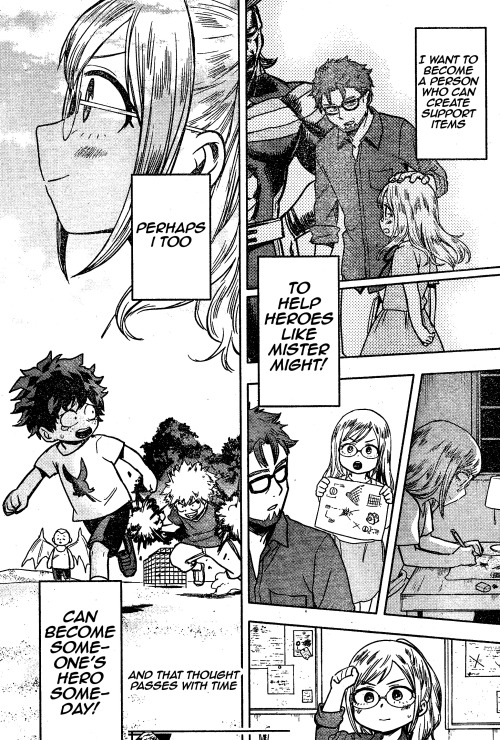 I WANT TO
BECOME
A PERSON
WHO CAN
CREATE
SUPPORT
ITEMS
TO
HELP
HEROES
LIKE
MISTER
MIGHT!
PERHAPS
I TOO
CAN
BECOME
SOME-
ONE'S
HERO
SOME-
DAY!
AND THAT THOUGHT
PASSES WITH TIME